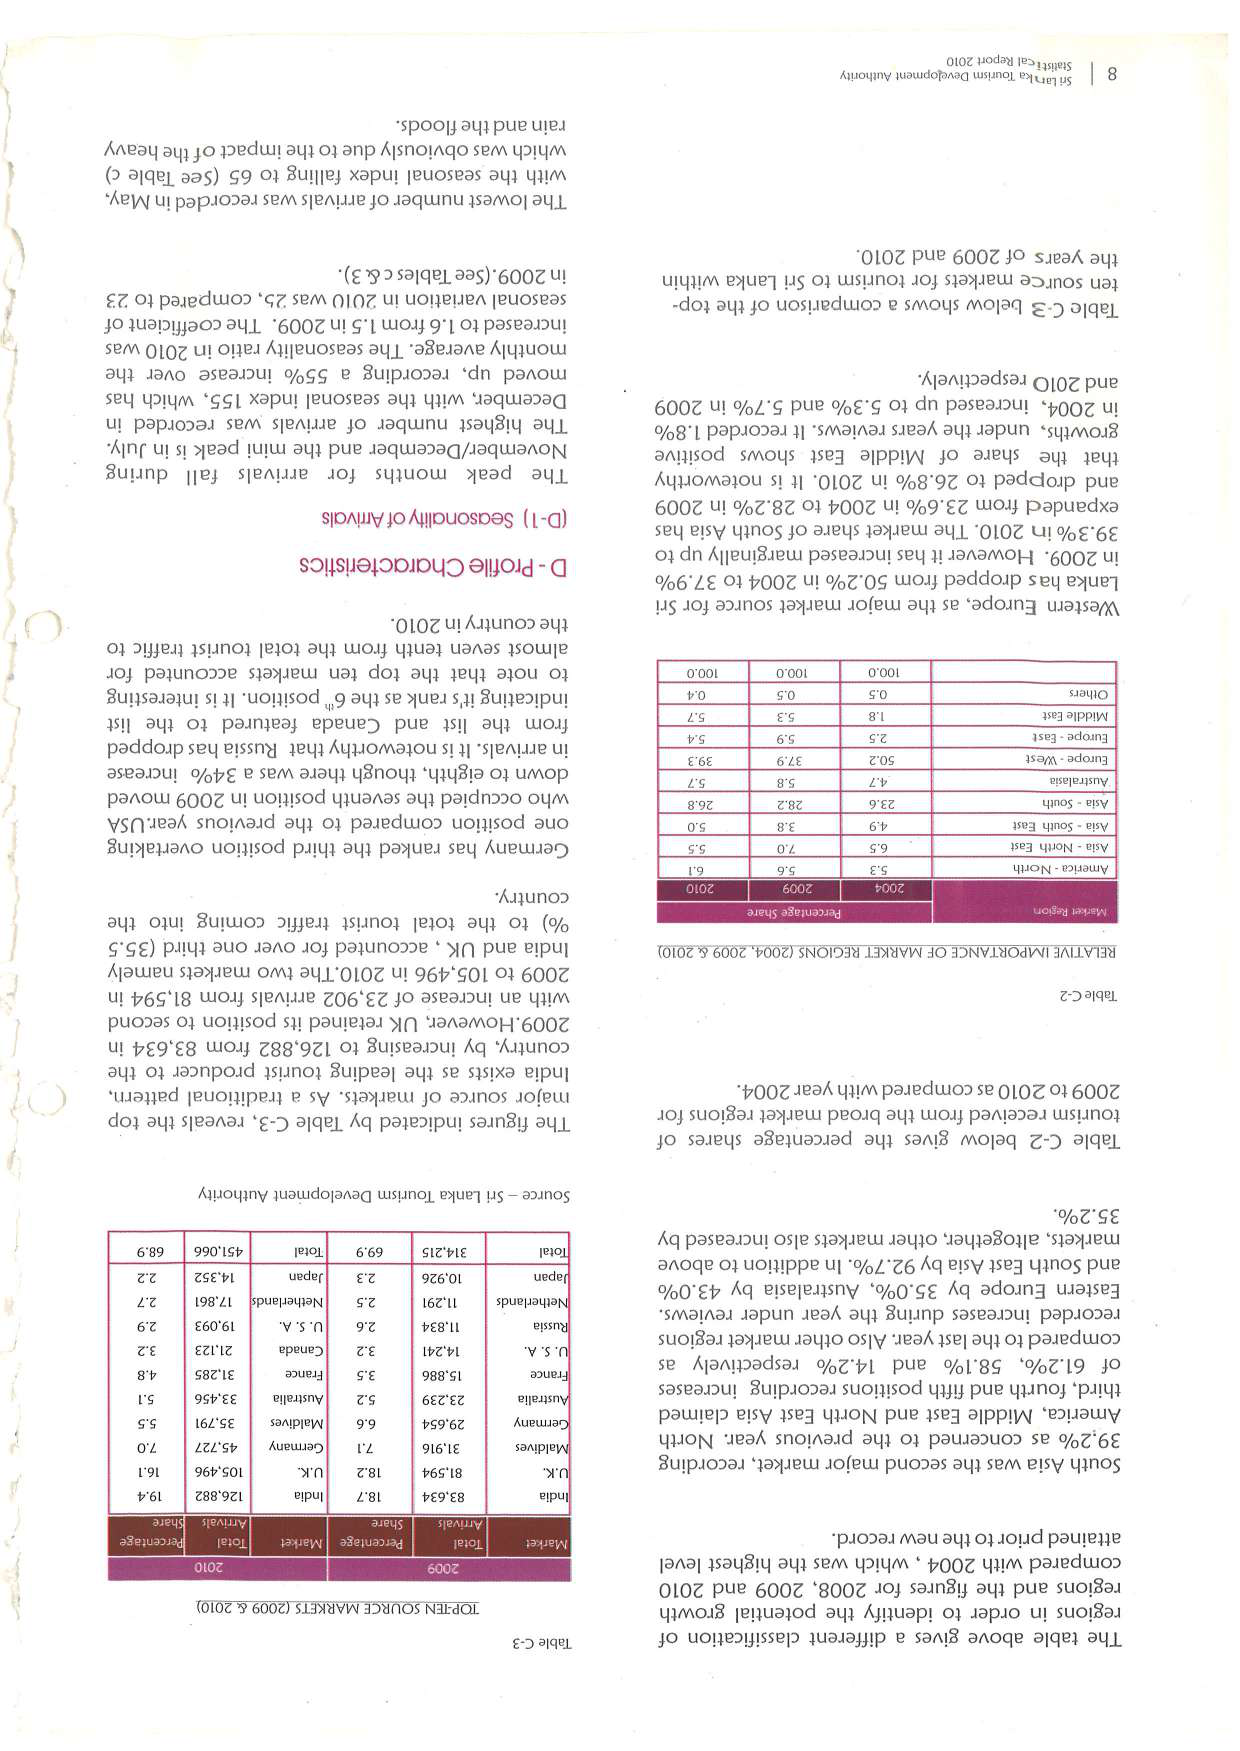 The table above gives a different classification of
regions in order to identify the potential growth
regions and the figures for 2008, 2009 and 2010
compared with 2004 , which was the highest level
attained prior to the new record.
South Asia was the second major market, recording
39.2% as concerned to the previous year. North
America, Middle East and North East Asia claimed
third, fourth and fifth positions recording increases
of 61.2%, 58.1% and 14.2% respectively as
compared to the last year. Also other market regions
recorded increases during the year under reviews.
Eastern Europe by 35.0%, Australasia by 43.0%
and South East Asia by 92.7%. In addition to above
markets, altogether, other markets also increased by
35.2%.
Table C-2 below gives the percentage shares of
tourism received from the broad market regions for
2009 to 2010 as compared with year 2004.
Table C-2
RELATIVE IMPORTANCE OF MARKET REGIONS (2004, 2009 & 2010)
Market Region Percentage Share
2004 2009 2010
America - North 5.3 5.6 6.1
Asia - North East 6.5 7.0 5.5
Asia - South East 4.9 3.8 5.0
Asia - South 23.6 28.2 26.8
Australasia 4.7 5.8 5.7
Europe - West 50.2 37.9 39.3
Europe - East 2.5 5.9 5.4
Middle East 1.8 5.3 5.7
Others 0.5 0.5 0.4
100.0 100.0 100.0
Western Europe, as the major market source for Sri
Lanka has dropped from 50.2% in 2004 to 37.9%
in 2009. However it has increased marginally up to
39.3% in 2010. The market share of South Asia has
expanded from 23.6% in 2004 to 28.2% in 2009
and dropped to 26.8% in 2010. It is noteworthy
that the share of Middle East shows positive
growths, under the years reviews. It recorded 1.8%
in 2004, increased up to 5.3% and 5.7% in 2009
and 2010 respectively.
Table C-3 below shows a comparison of the top-
ten source markets for tourism to Sri Lanka within
the years of 2009 and 2010.
Table C-3
TOP-TEN SOURCE MARKETS (2009 & 2010)
2009 2010
Market Total Arrivals Percentage Share Market Total Arrivals Percentage Share
India 83,634 18.7 India 126,882 19.4
U.K. 81,594 18.2 U.K. 105,496 16.1
Maldives 31,916 7.1 Germany 45,727 7.0
Germany 29,654 6.6 Maldives 35,791 5.5
Australia 23,239 5.2 Australia 33,456 5.1
France 15,886 3.5 France 31,285 4.8
U. S. A. 14,241 3.2 Canada 21,123 3.2
Russia 11,834 2.6 U. S. A. 19,093 2.9
Netherlands 11,291 2.5 Netherlands 17,861 2.7
Japan 10,926 2.3 Japan 14,352 2.2
Total 314,215 69.9 Total 451,066 68.9
Source – Sri Lanka Tourism Development Authority
The figures indicated by Table C-3, reveals the top
major source of markets. As a traditional pattern,
India exists as the leading tourist producer to the
country, by increasing to 126,882 from 83,634 in
2009.However, UK retained its position to second
with an increase of 23,902 arrivals from 81,594 in
2009 to 105,496 in 2010.The two markets namely
India and UK , accounted for over one third (35.5
%) to the total tourist traffic coming into the
country.
Germany has ranked the third position overtaking
one position compared to the previous year.USA
who occupied the seventh position in 2009 moved
down to eighth, though there was a 34% increase
in arrivals. It is noteworthy that Russia has dropped
from the list and Canada featured to the list
indicating it's rank as the 6th position. It is interesting
to note that the top ten markets accounted for
almost seven tenth from the total tourist traffic to
the country in 2010.
D - Profile Characteristics
(D-1) Seasonality of Arrivals
The peak months for arrivals fall during
November/December and the mini peak is in July.
The highest number of arrivals was recorded in
December, with the seasonal index 155, which has
moved up, recording a 55% increase over the
monthly average. The seasonality ratio in 2010 was
increased to 1.6 from 1.5 in 2009. The coefficient of
seasonal variation in 2010 was 25, compared to 23
in 2009.(See Tables c & 3).
The lowest number of arrivals was recorded in May,
with the seasonal index falling to 65 (See Table c)
which was obviously due to the impact of the heavy
rain and the floods.
8 | Sri Lanka Tourism Development Authority
Statistical Report 2010